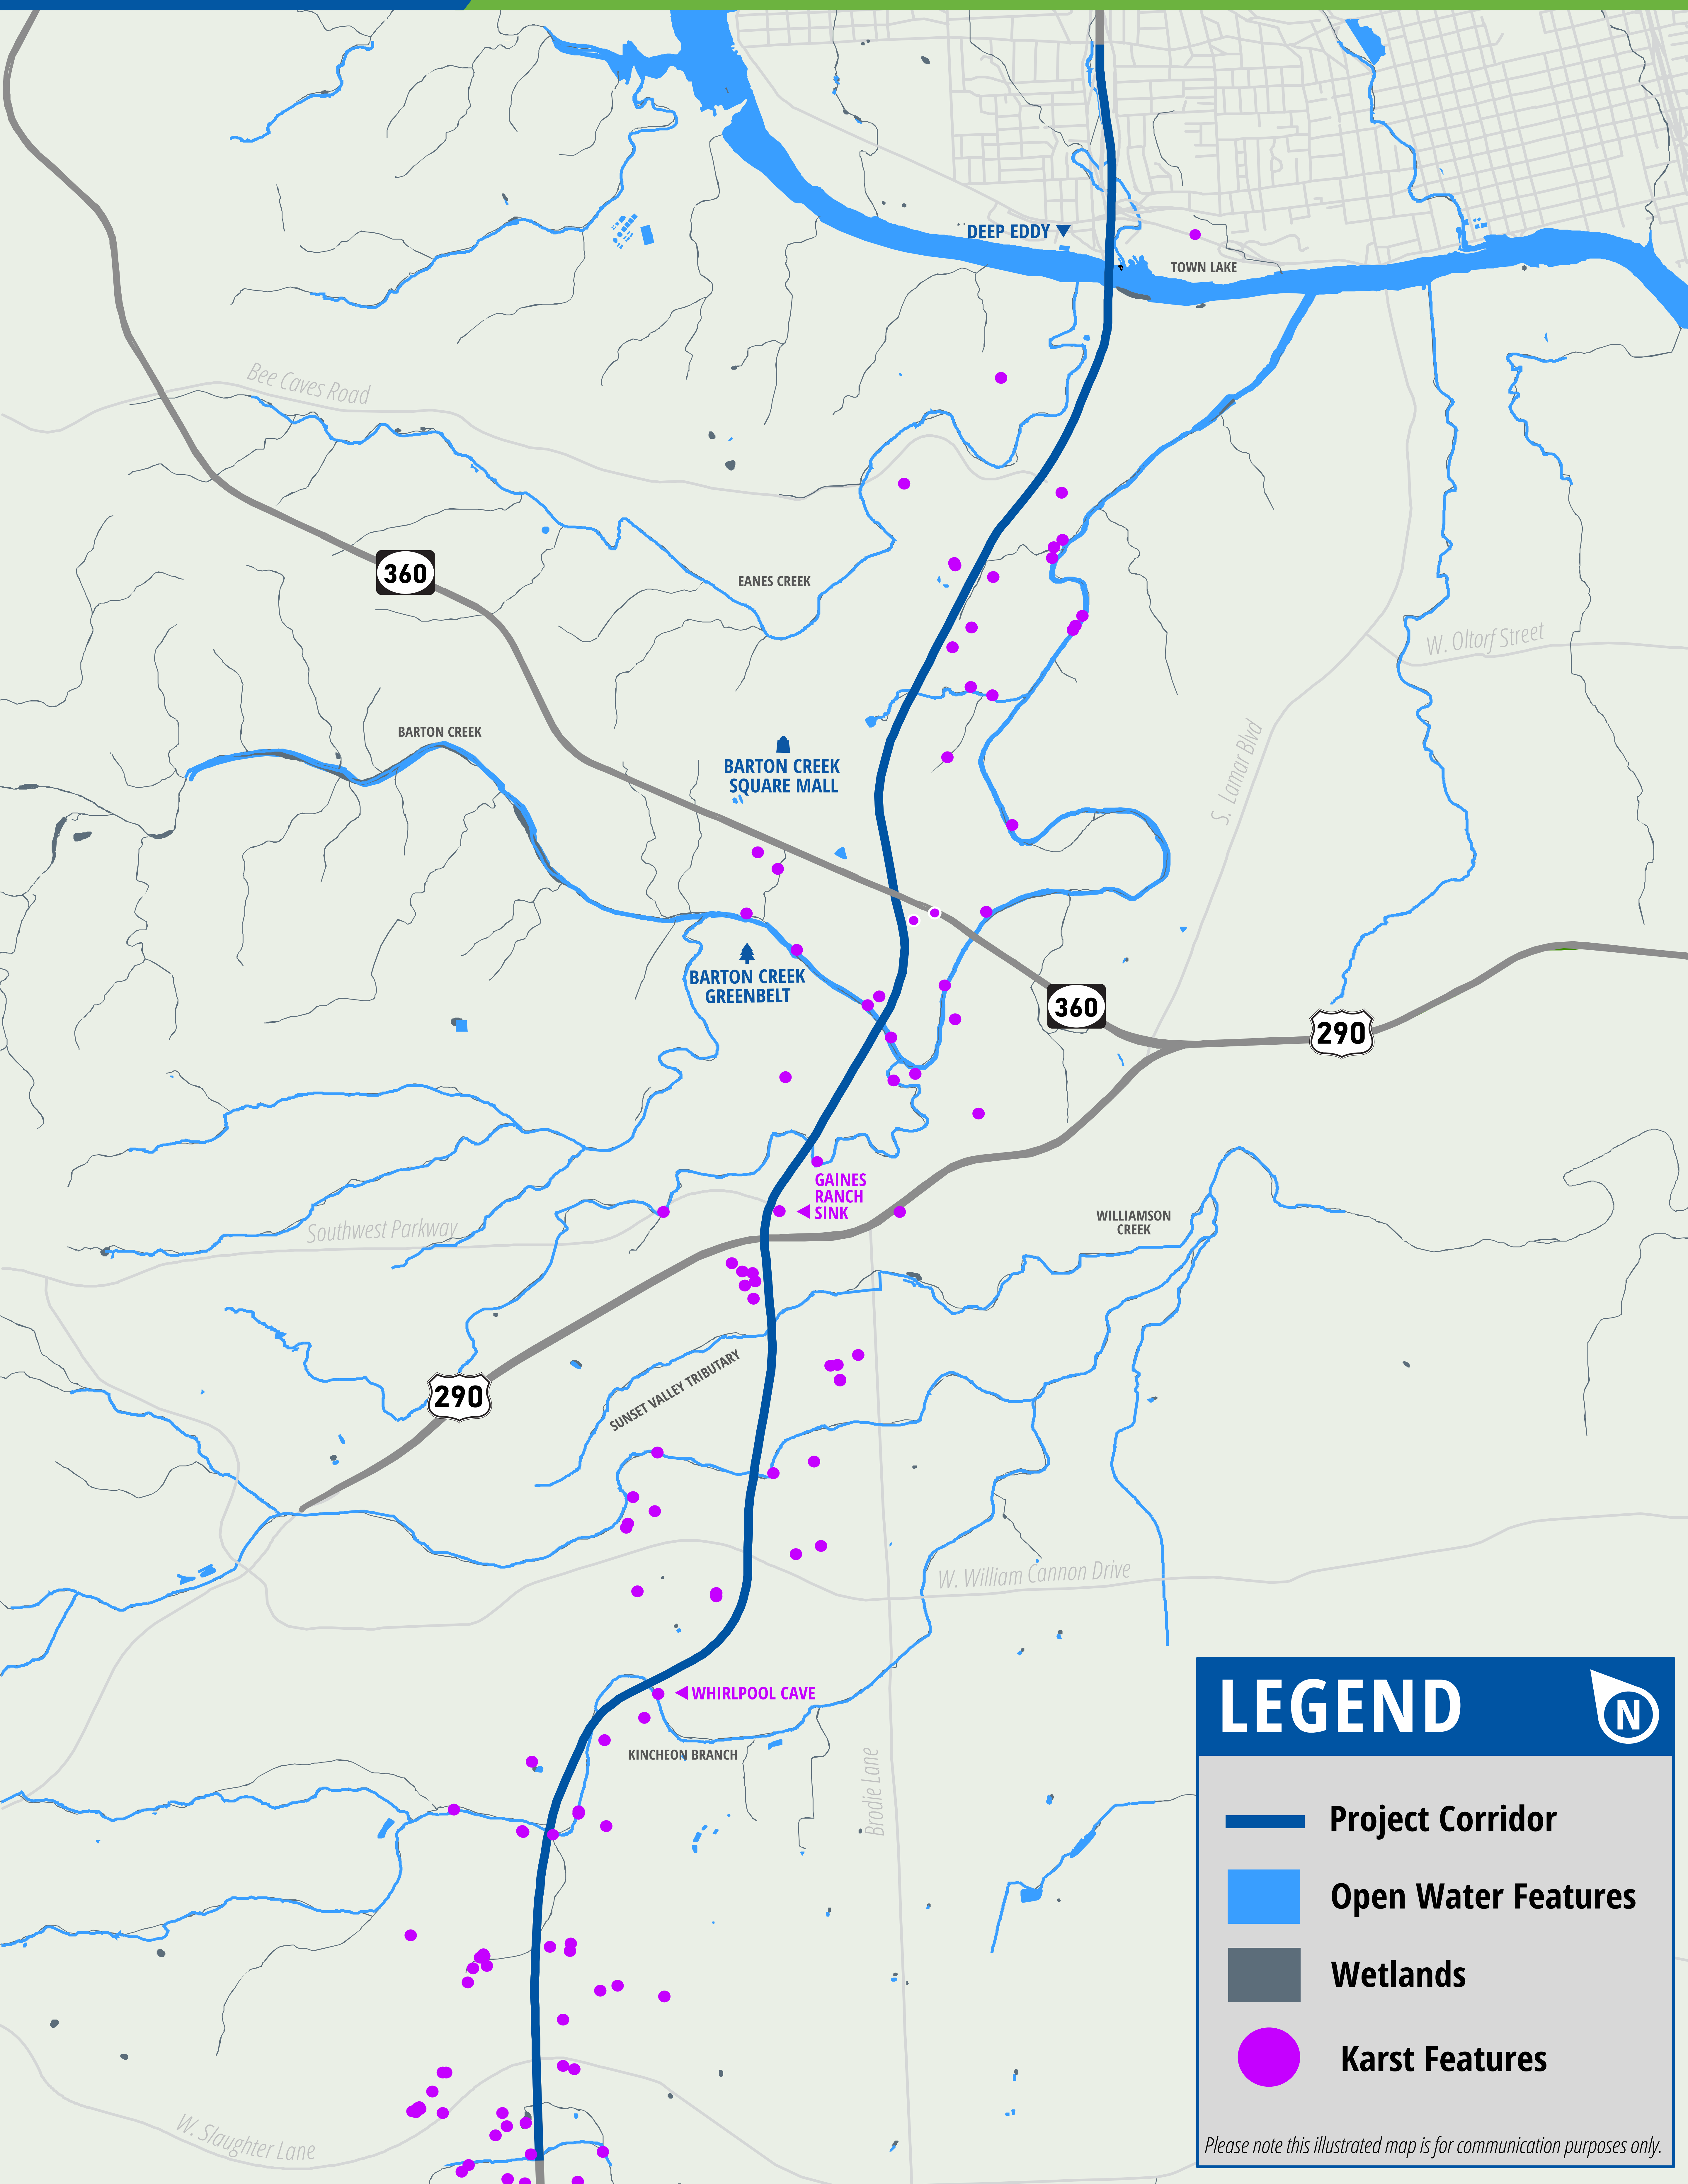 DEEP EDDY
TOWN LAKE
Bee Caves Road
360
EANES CREEK
W. Oltorf Street
BARTON CREEK
S. Lamar Blvd
BARTON CREEK
SQUARE MALL
BARTON CREEK
GREENBELT
360
290
GAINES
RANCH
SINK
Southwest Parkway
WILLIAMSON
CREEK
290
SUNSET VALLEY TRIBUTARY
W. William Cannon Drive
WHIRLPOOL CAVE
KINCHEON BRANCH
Brodie Lane
W. Slaughter Lane
LEGEND
N
Project Corridor
Open Water Features
Wetlands
Karst Features
Please note this illustrated map is for communication purposes only.